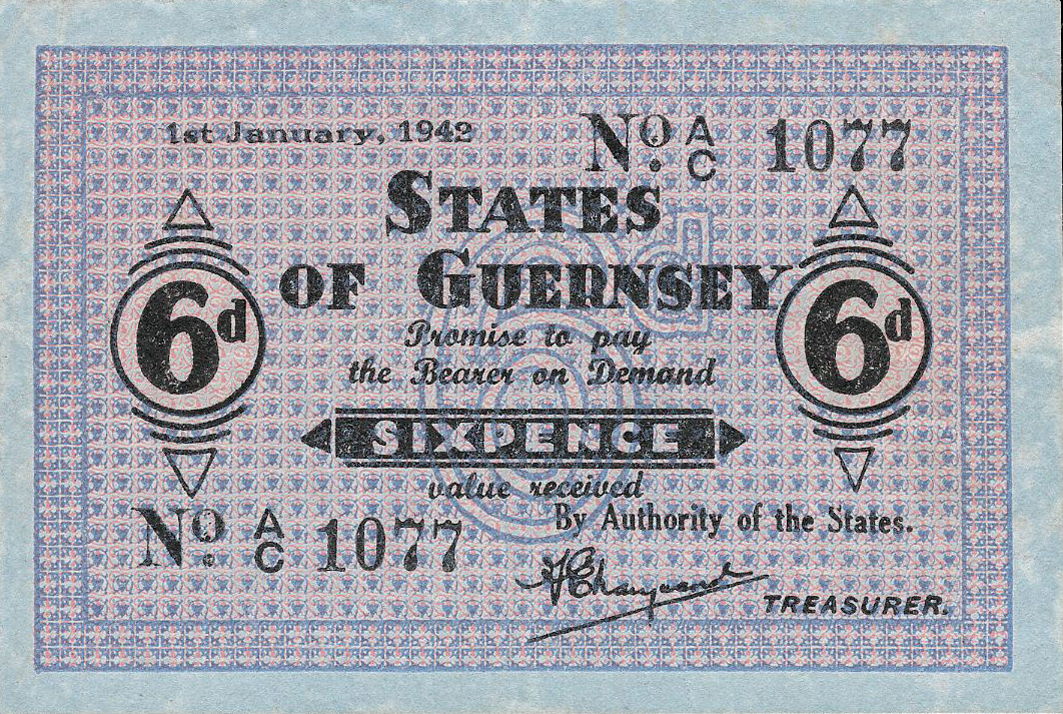 1st January, 1942
No. A/C 1077
STATES
OF GUERNSEY
6d
6d
Promise to pay
the Bearer on Demand
SIXPENCE
value received
By Authority of the States.
No. A/C 1077
TREASURER.